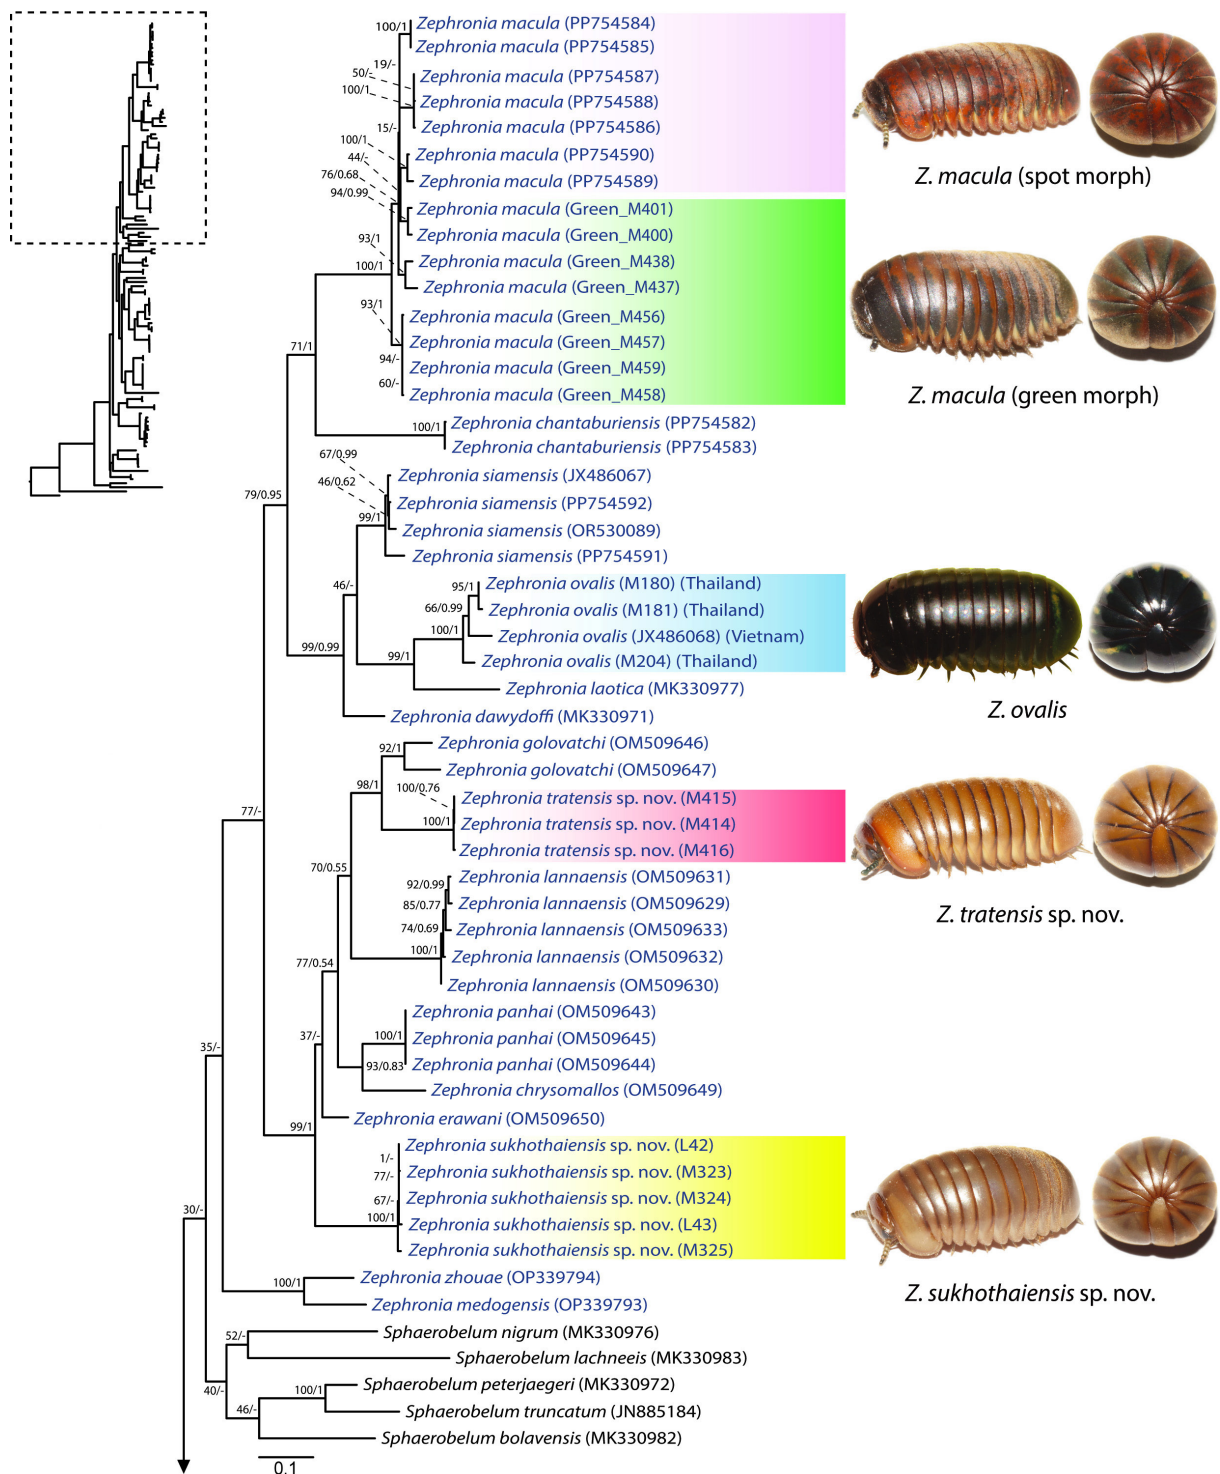 100/1
Zephronia macula (PP754584)
Zephronia macula (PP754585)
19/-
50/-
Zephronia macula (PP754587)
100/1
Zephronia macula (PP754588)
15/-
Zephronia macula (PP754586)
100/1
Zephronia macula (PP754590)
44/-
76/0.68
Zephronia macula (PP754589)
94/0.99
Zephronia macula (Green_M401)
Zephronia macula (Green_M400)
93/1
100/1
Zephronia macula (Green_M438)
Zephronia macula (Green_M437)
93/1
Zephronia macula (Green_M456)
Zephronia macula (Green_M457)
94/-
Zephronia macula (Green_M459)
60/-
Zephronia macula (Green_M458)
Z. macula (spot morph)
Z. macula (green morph)
71/1
100/1
Zephronia chantaburiensis (PP754582)
Zephronia chantaburiensis (PP754583)
67/0.99
46/0.62
Zephronia siamensis (JX486067)
79/0.95
Zephronia siamensis (PP754592)
99/1
Zephronia siamensis (OR530089)
Zephronia siamensis (PP754591)
46/-
95/1
Zephronia ovalis (M180) (Thailand)
66/0.99
Zephronia ovalis (M181) (Thailand)
100/1
Zephronia ovalis (JX486068) (Vietnam)
99/0.99
99/1
Zephronia ovalis (M204) (Thailand)
Zephronia laotica (MK330977)
Z. ovalis
Zephronia dawydoffi (MK330971)
92/1
Zephronia golovatchi (OM509646)
Zephronia golovatchi (OM509647)
98/1
100/0.76
Zephronia tratensis sp. nov. (M415)
77/-
100/1
Zephronia tratensis sp. nov. (M414)
Zephronia tratensis sp. nov. (M416)
70/0.55
92/0.99
Zephronia lannaensis (OM509631)
85/0.77
Zephronia lannaensis (OM509629)
Z. tratensis sp. nov.
74/0.69
Zephronia lannaensis (OM509633)
100/1
Zephronia lannaensis (OM509632)
77/0.54
Zephronia lannaensis (OM509630)
Zephronia panhai (OM509643)
37/-
100/1
Zephronia panhai (OM509645)
35/-
93/0.83
Zephronia panhai (OM509644)
Zephronia chrysomallos (OM509649)
Zephronia erawani (OM509650)
99/1
Zephronia sukhothaiensis sp. nov. (L42)
1/-
77/-
Zephronia sukhothaiensis sp. nov. (M323)
67/-
Zephronia sukhothaiensis sp. nov. (M324)
30/-
100/1
Zephronia sukhothaiensis sp. nov. (L43)
Zephronia sukhothaiensis sp. nov. (M325)
100/1
Zephronia zhouae (OP339794)
Z. sukhothaiensis sp. nov.
Zephronia medogensis (OP339793)
52/-
Sphaerobelum nigrum (MK330976)
Sphaerobelum lachneeis (MK330983)
40/-
100/1
Sphaerobelum peterjaegeri (MK330972)
46/-
Sphaerobelum truncatum (JN885184)
Sphaerobelum bolavensis (MK330982)
0.1